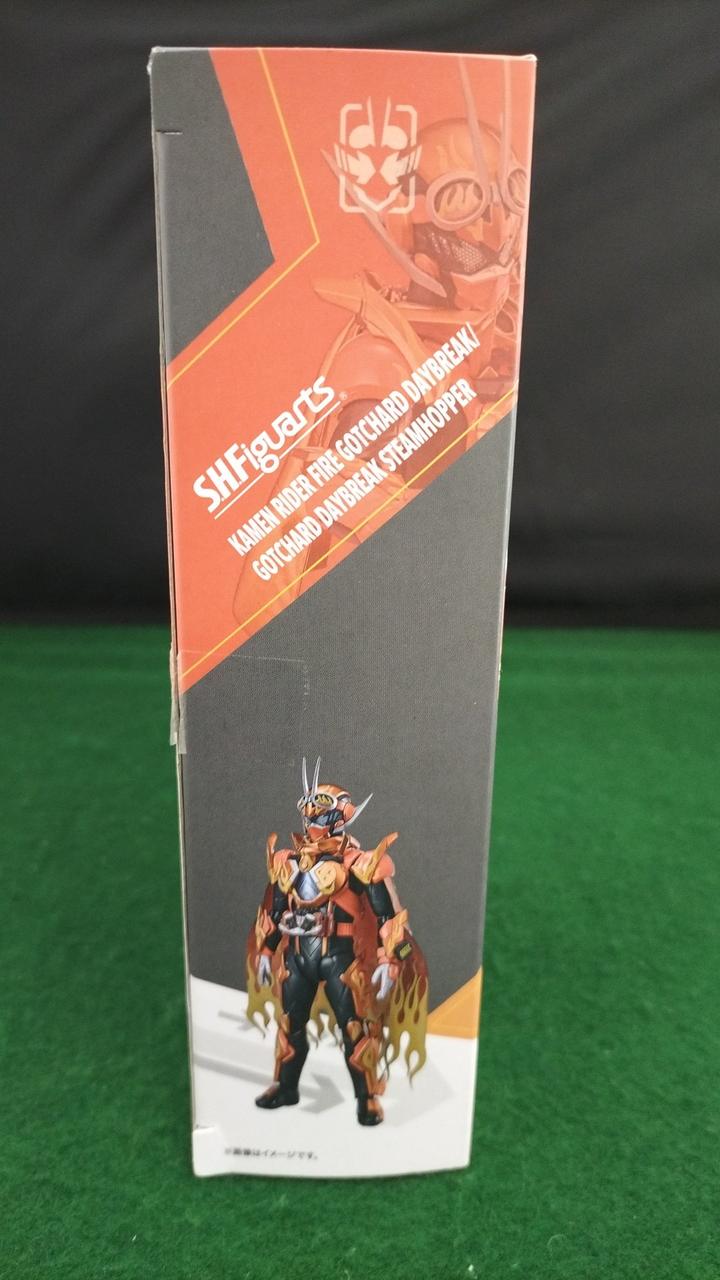 S.H.Figuarts®
KAMEN RIDER FIRE GOTCHARD DAYBREAK/
GOTCHARD DAYBREAK STEAMHOPPER
※画像はイメージです。